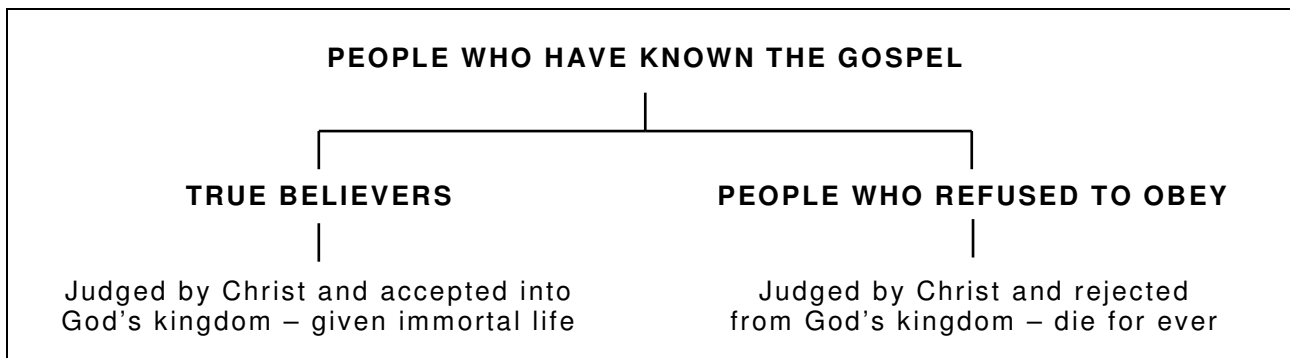 PEOPLE WHO HAVE KNOWN THE GOSPEL
TRUE BELIEVERS
PEOPLE WHO REFUSED TO OBEY
Judged by Christ and accepted into
God's kingdom – given immortal life
Judged by Christ and rejected
from God's kingdom – die for ever